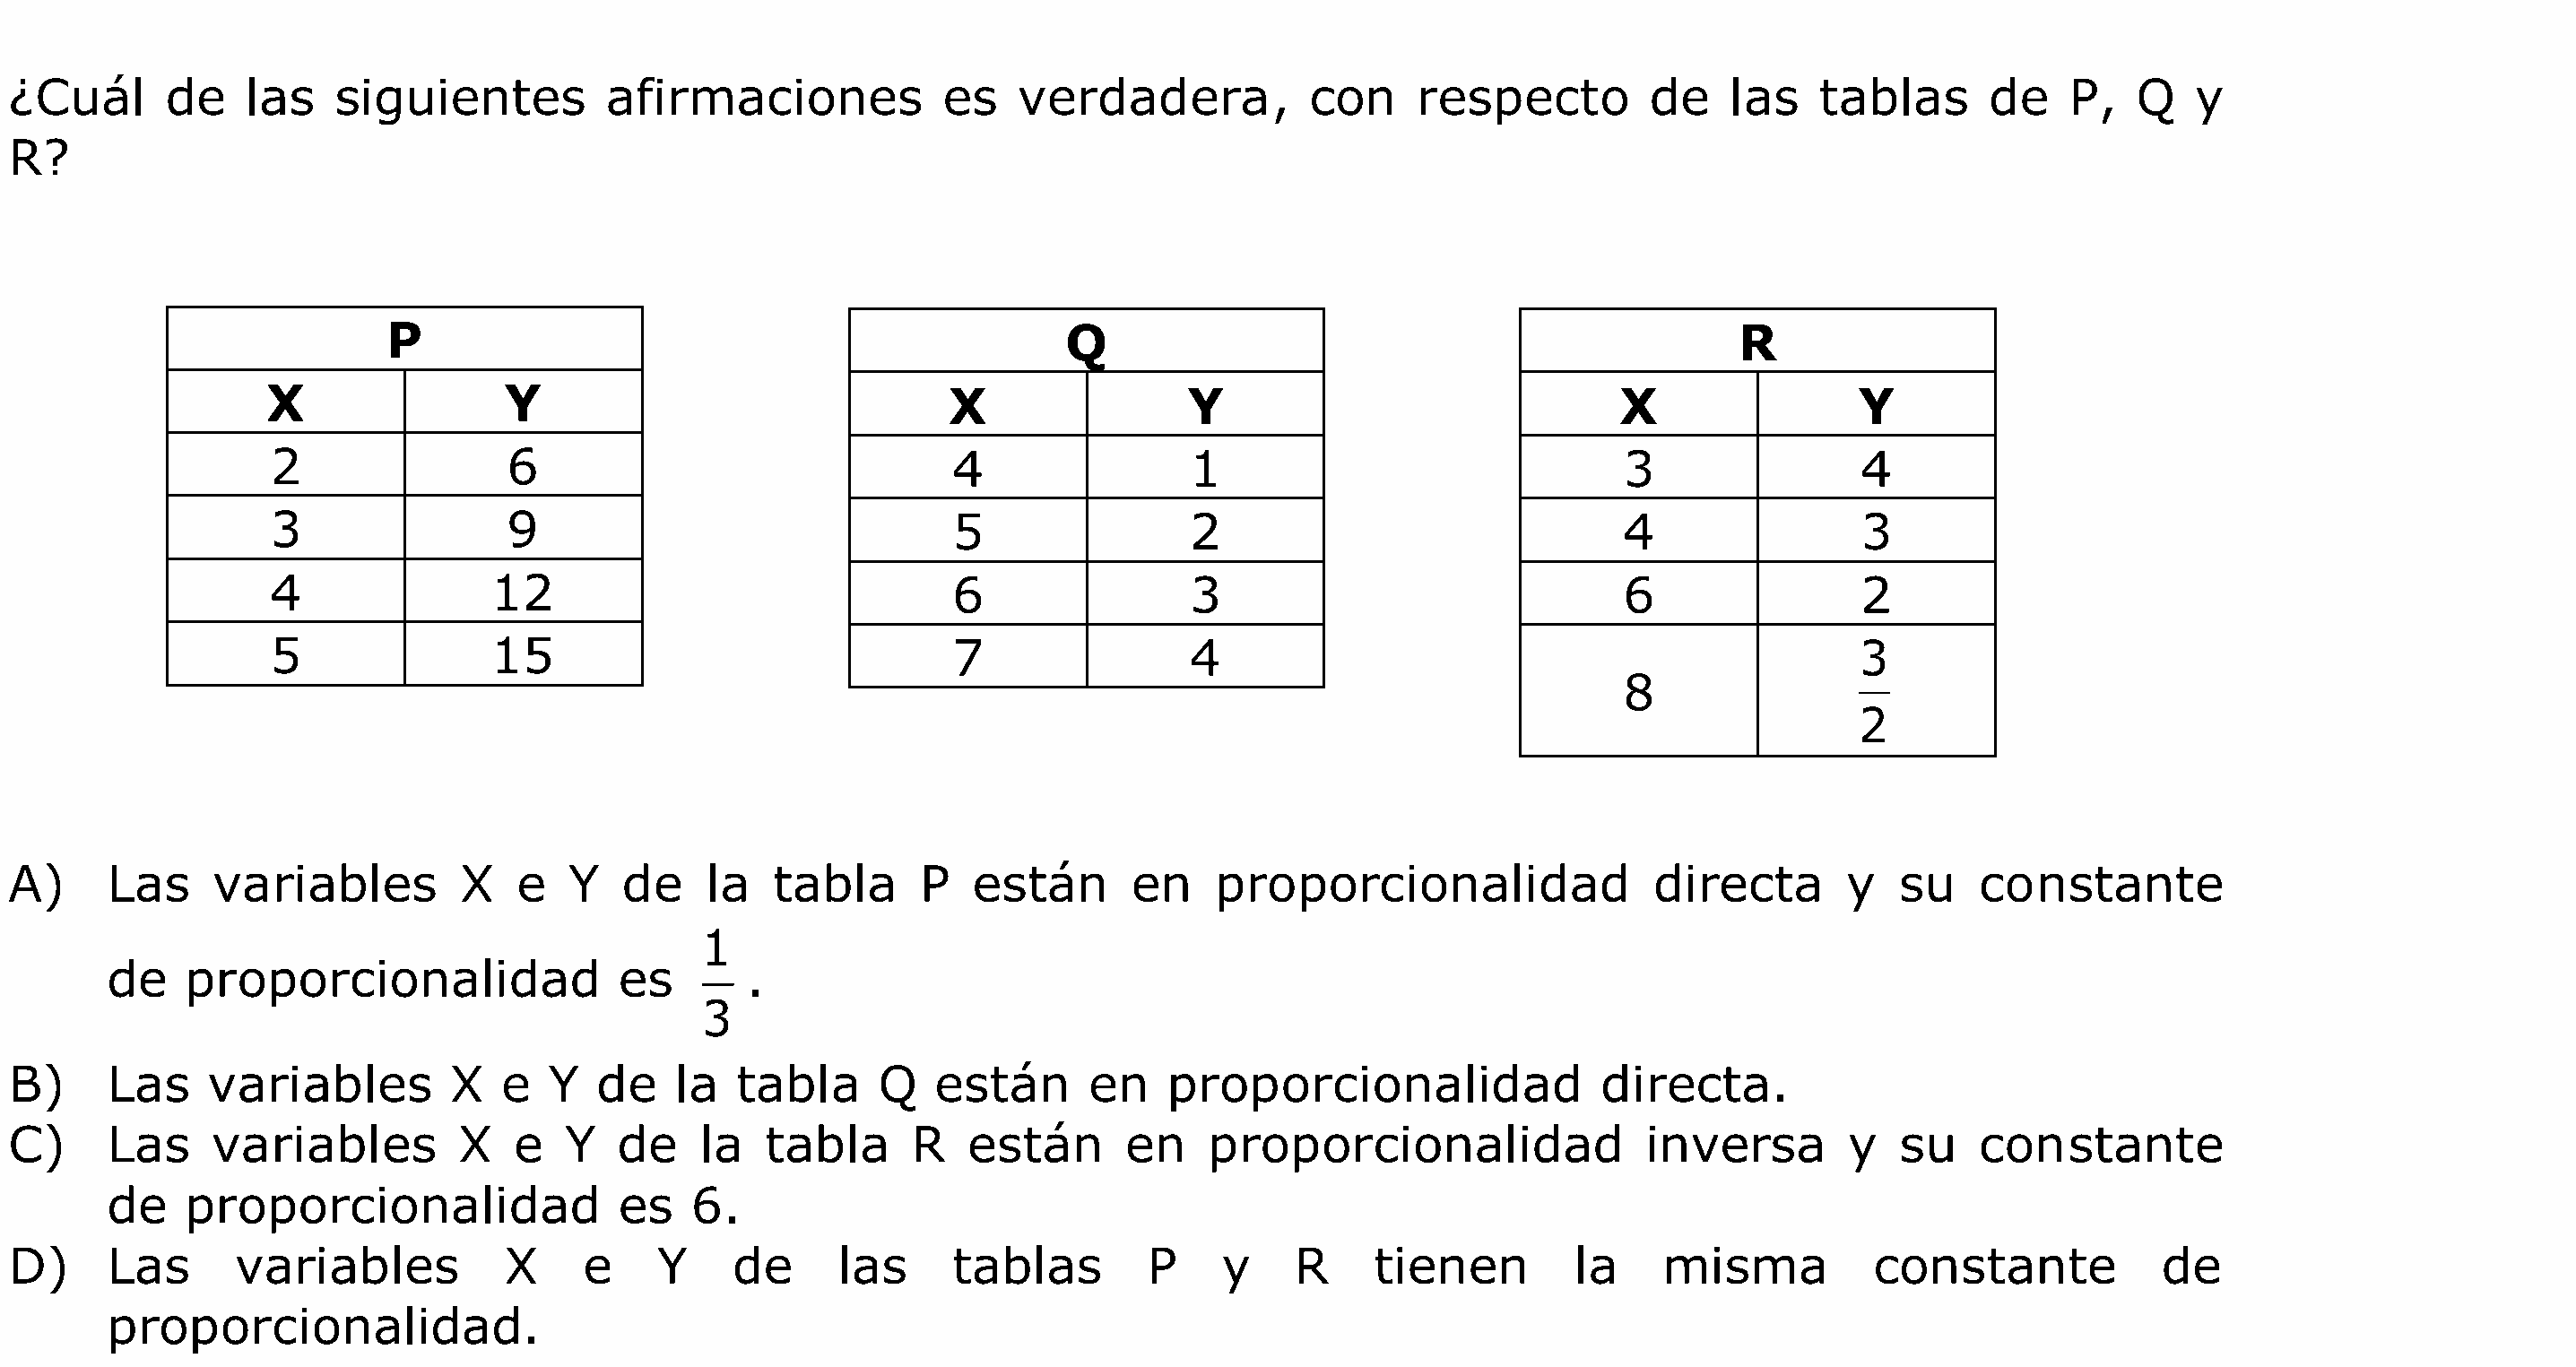 ¿Cuál de las siguientes afirmaciones es verdadera, con respecto de las tablas de P, Q y
R?
P
X Y
2 6
3 9
4 12
5 15
Q
X Y
4 1
5 2
6 3
7 4
R
X Y
3 4
4 3
6 2
8 3/2
A) Las variables X e Y de la tabla P están en proporcionalidad directa y su constante
de proporcionalidad es 1/3.
B) Las variables X e Y de la tabla Q están en proporcionalidad directa.
C) Las variables X e Y de la tabla R están en proporcionalidad inversa y su constante
de proporcionalidad es 6.
D) Las variables X e Y de las tablas P y R tienen la misma constante de
proporcionalidad.